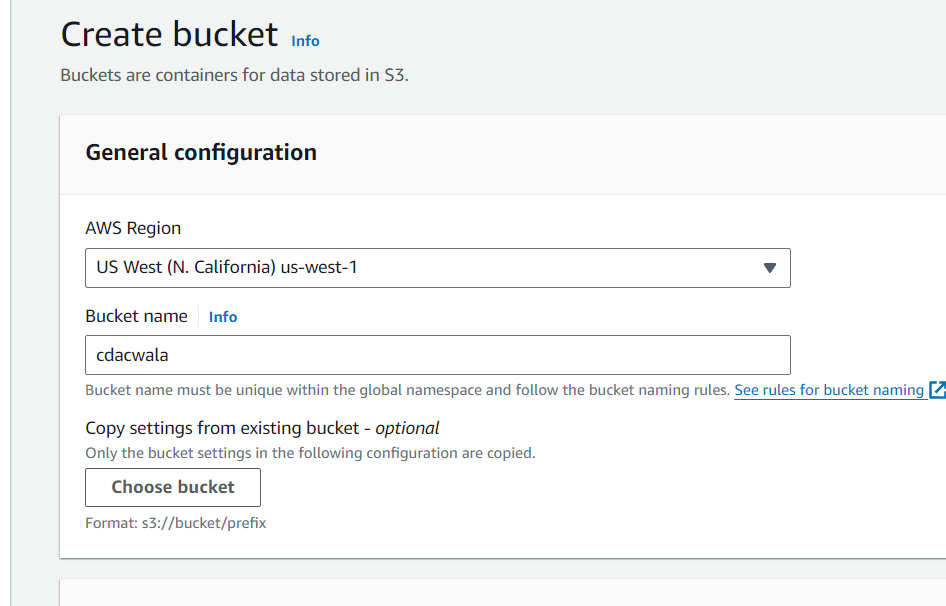 Create bucket Info
Buckets are containers for data stored in S3.
General configuration
AWS Region
US West (N. California) us-west-1
Bucket name Info
cdacwala
Bucket name must be unique within the global namespace and follow the bucket naming rules. See rules for bucket naming
Copy settings from existing bucket - optional
Only the bucket settings in the following configuration are copied.
Choose bucket
Format: s3://bucket/prefix